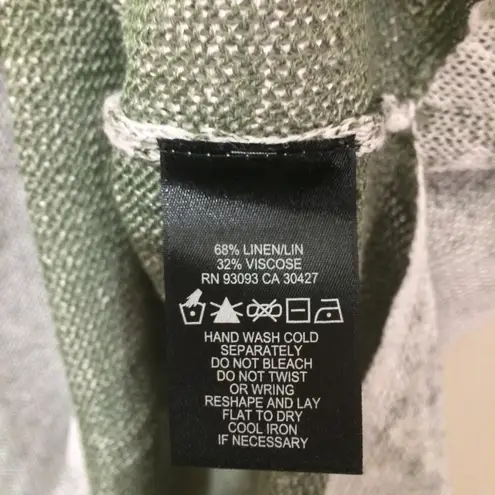 68% LINEN/LIN
32% VISCOSE
RN 93093 CA 30427
HAND WASH COLD
SEPARATELY
DO NOT BLEACH
DO NOT TWIST
OR WRING
RESHAPE AND LAY
FLAT TO DRY
COOL IRON
IF NECESSARY